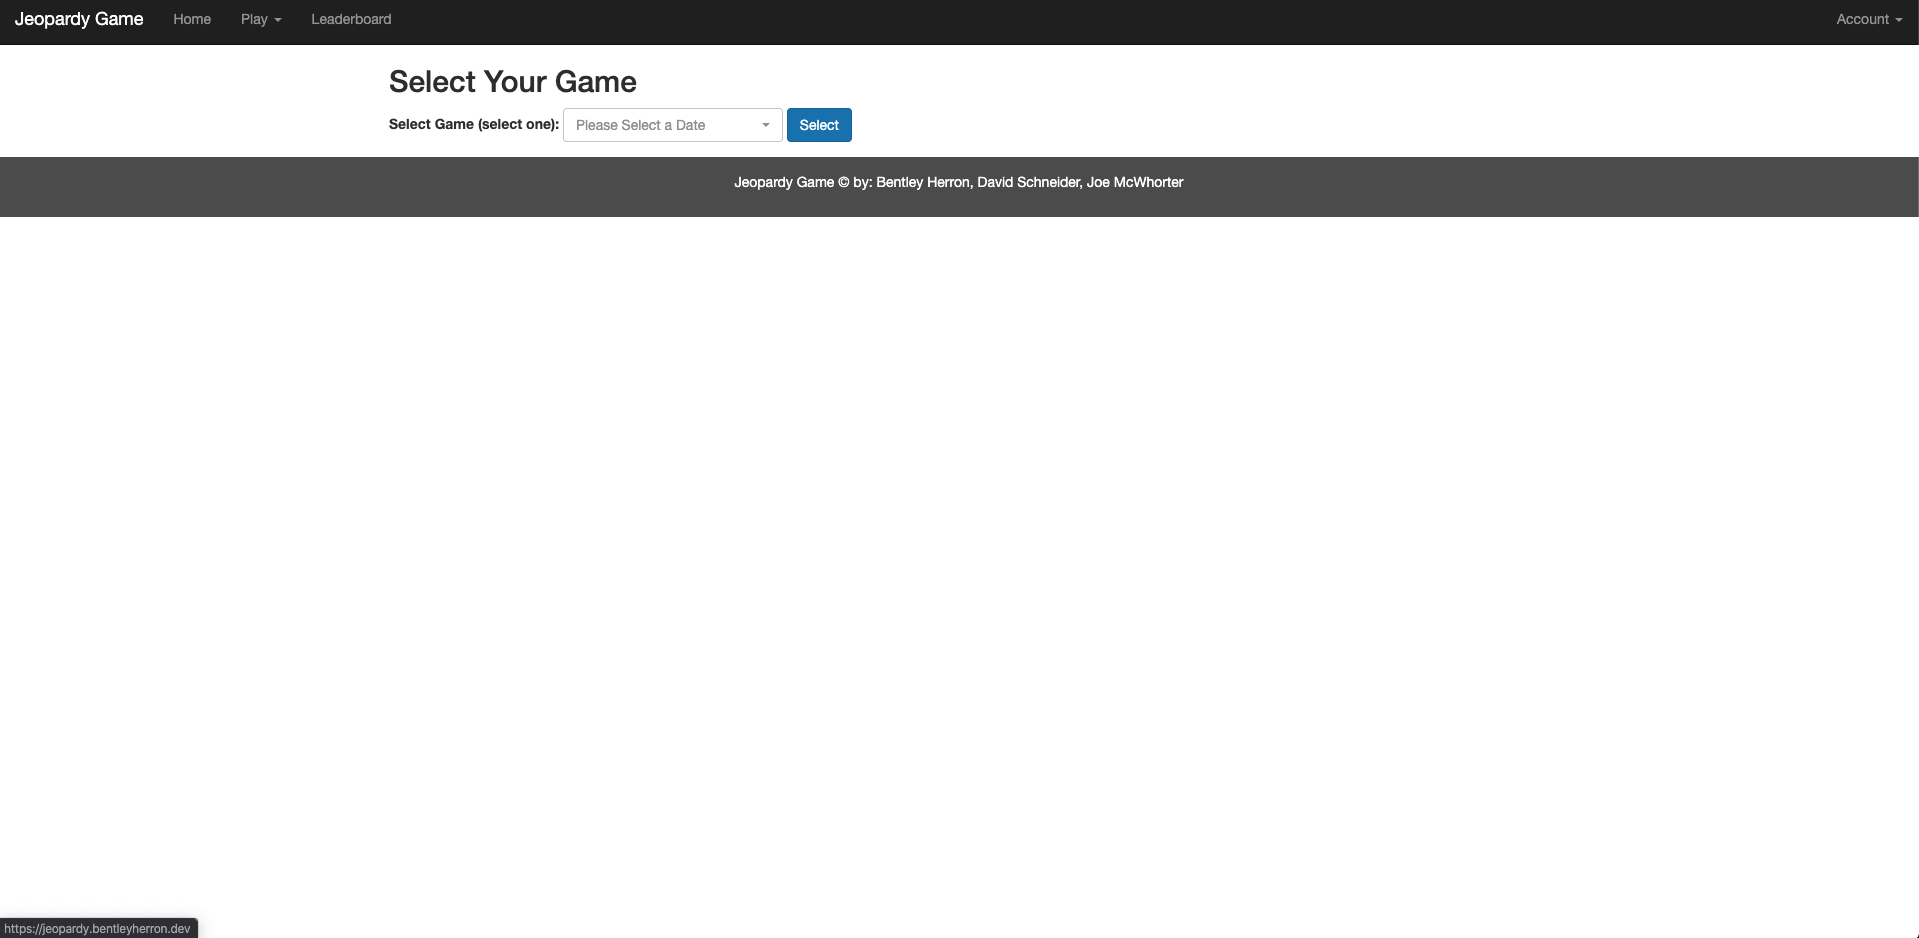 Jeopardy Game Home Play Leaderboard Account
Select Your Game
Select Game (select one): Please Select a Date Select
Jeopardy Game © by: Bentley Herron, David Schneider, Joe McWhorter
https://jeopardy.bentleyherron.dev